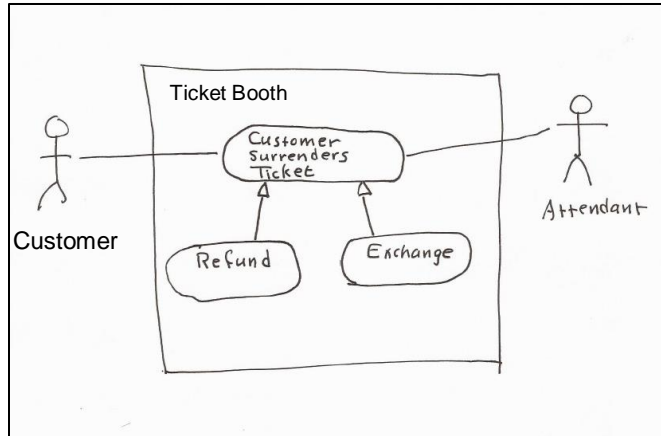 Ticket Booth
Customer
Surrenders
Ticket
Attendant
Customer
Refund
Exchange